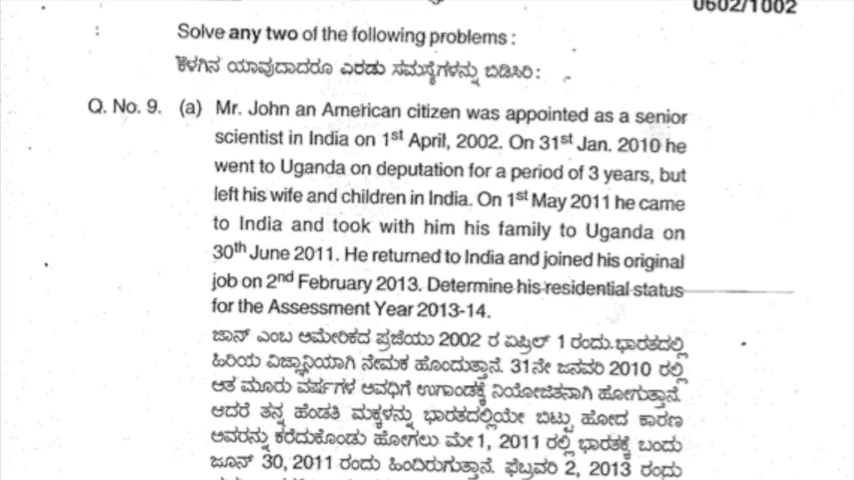 0602/1002
Solve any two of the following problems :
ಕೆಳಗಿನ ಯಾವುದಾದರೂ ಎರಡು ಸಮಸ್ಯೆಗಳನ್ನು ಬಿಡಿಸಿರಿ :
Q. No. 9. (a) Mr. John an American citizen was appointed as a senior
scientist in India on 1st April, 2002. On 31st Jan. 2010 he
went to Uganda on deputation for a period of 3 years, but
left his wife and children in India. On 1st May 2011 he came
to India and took with him his family to Uganda on
30th June 2011. He returned to India and joined his original
job on 2nd February 2013. Determine his residential status
for the Assessment Year 2013-14.
ಜಾನ್ ಎಂಬ ಅಮೇರಿಕದ ಪ್ರಜೆಯು 2002 ರ ಏಪ್ರಿಲ್ 1 ರಂದು ಭಾರತದಲ್ಲಿ
ಹಿರಿಯ ವಿಜ್ಞಾನಿಯಾಗಿ ನೇಮಕ ಹೊಂದುತ್ತಾನೆ. 31ನೇ ಜನವರಿ 2010 ರಲ್ಲಿ
ಆತ ಮೂರು ವರ್ಷಗಳ ಅವಧಿಗೆ ಉಗಾಂಡಕ್ಕೆ ನಿಯೋಜಿತನಾಗಿ ಹೋಗುತ್ತಾನೆ.
ಆದರೆ ತನ್ನ ಹೆಂಡತಿ ಮಕ್ಕಳನ್ನು ಭಾರತದಲ್ಲಿಯೇ ಬಿಟ್ಟು ಹೋದ ಕಾರಣ
ಅವರನ್ನು ಕರೆದುಕೊಂಡು ಹೋಗಲು ಮೇ 1, 2011 ರಲ್ಲಿ ಭಾರತಕ್ಕೆ ಬಂದು
ಜೂನ್ 30, 2011 ರಂದು ಹಿಂದಿರುಗುತ್ತಾನೆ. ಫೆಬ್ರವರಿ 2, 2013 ರಂದು